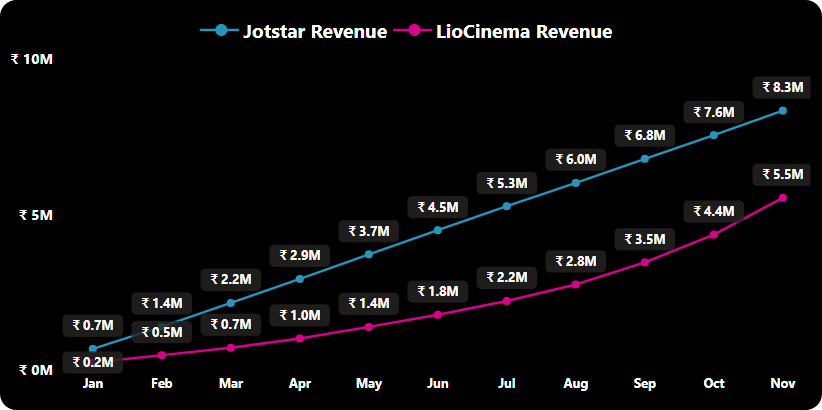 Jotstar Revenue LioCinema Revenue
₹ 10M
₹ 5M
₹ 0M
₹ 0.7M ₹ 1.4M ₹ 2.2M ₹ 2.9M ₹ 3.7M ₹ 4.5M ₹ 5.3M ₹ 6.0M ₹ 6.8M ₹ 7.6M ₹ 8.3M
₹ 0.2M ₹ 0.5M ₹ 0.7M ₹ 1.0M ₹ 1.4M ₹ 1.8M ₹ 2.2M ₹ 2.8M ₹ 3.5M ₹ 4.4M ₹ 5.5M
Jan Feb Mar Apr May Jun Jul Aug Sep Oct Nov